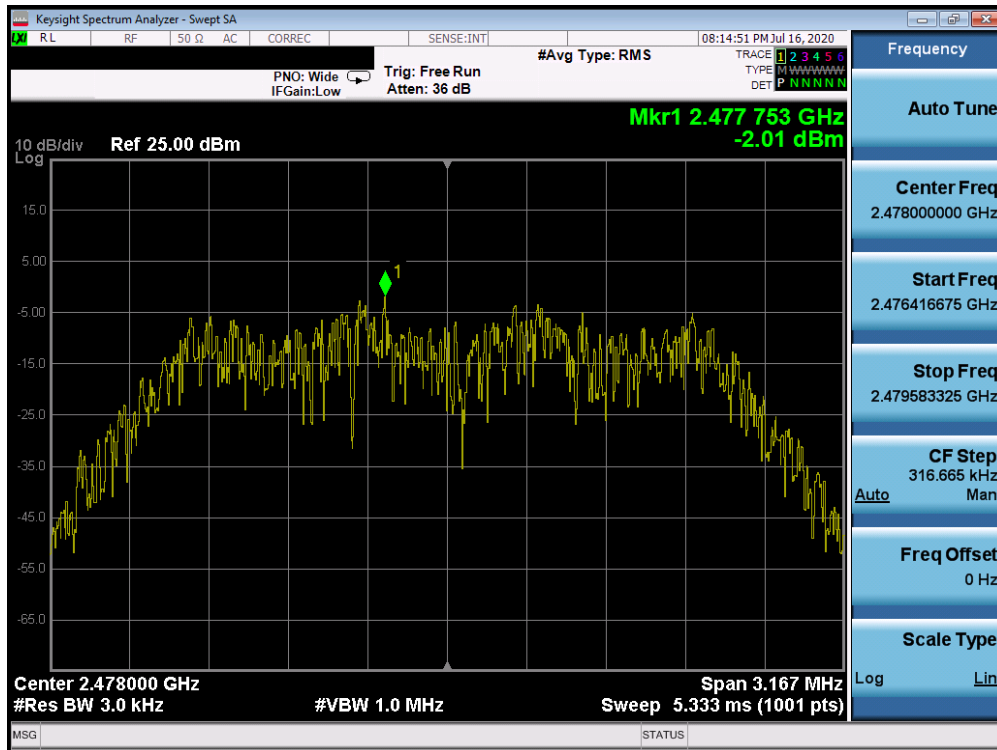 Keysight Spectrum Analyzer - Swept SA
LXI RL RF 50 Ω AC CORREC SENSE:INT 08:14:51 PM Jul 16, 2020
#Avg Type: RMS TRACE 1 2 3 4 5 6
PNO: Wide Trig: Free Run TYPE M WWWWW
IFGain:Low Atten: 36 dB DET P N N N N N
Mkr1 2.477 753 GHz
-2.01 dBm
10 dB/div Ref 25.00 dBm
Log
15.0
5.00
1
-5.00
-15.0
-25.0
-35.0
-45.0
-55.0
-65.0
Center 2.478000 GHz Span 3.167 MHz
#Res BW 3.0 kHz #VBW 1.0 MHz Sweep 5.333 ms (1001 pts)
MSG STATUS
Frequency
Auto Tune
Center Freq
2.478000000 GHz
Start Freq
2.476416675 GHz
Stop Freq
2.479583325 GHz
CF Step
316.665 kHz
Auto Man
Freq Offset
0 Hz
Scale Type
Log Lin